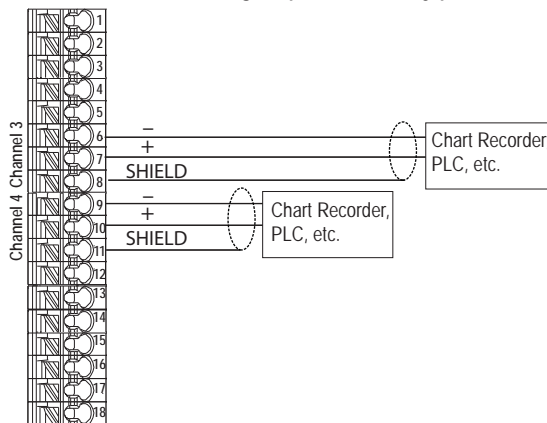 1
2
3
4
5
6
7
8
9
10
11
12
13
14
15
16
17
18
Channel 3
Channel 4
–
+
SHIELD
Chart Recorder
PLC, etc.
–
+
SHIELD
Chart Recorder,
PLC, etc.